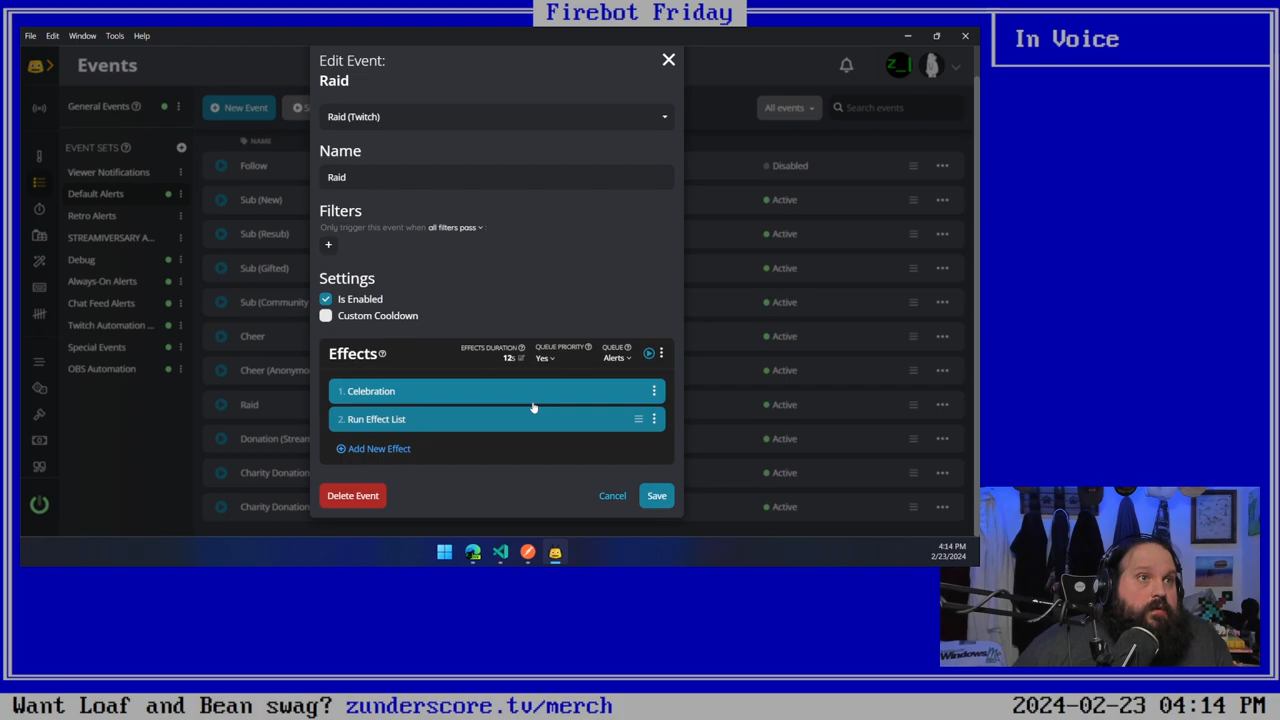 Firebot Friday
In Voice
File Edit Window Tools Help
Events
General Events
New Event
All events
Search events
EVENT SETS
NAME
Viewer Notifications
Default Alerts
Retro Alerts
STREAMIVERSARY A...
Debug
Always-On Alerts
Chat Feed Alerts
Twitch Automation ...
Special Events
OBS Automation
Follow
Disabled
Sub (New)
Active
Sub (Resub)
Active
Sub (Gifted)
Active
Sub (Community
Active
Cheer
Active
Cheer (Anonymo
Active
Raid
Active
Donation (Stream
Active
Charity Donation
Active
Charity Donation
Active
Edit Event:
Raid
Raid (Twitch)
Name
Raid
Filters
Only trigger this event when all filters pass
+
Settings
Is Enabled
Custom Cooldown
Effects
EFFECTS DURATION
12s
QUEUE PRIORITY
Yes
QUEUE
Alerts
1. Celebration
2. Run Effect List
Add New Effect
Delete Event
Cancel
Save
4:14 PM
2/23/2024
Want Loaf and Bean swag? zunderscore.tv/merch
2024-02-23 04:14 PM